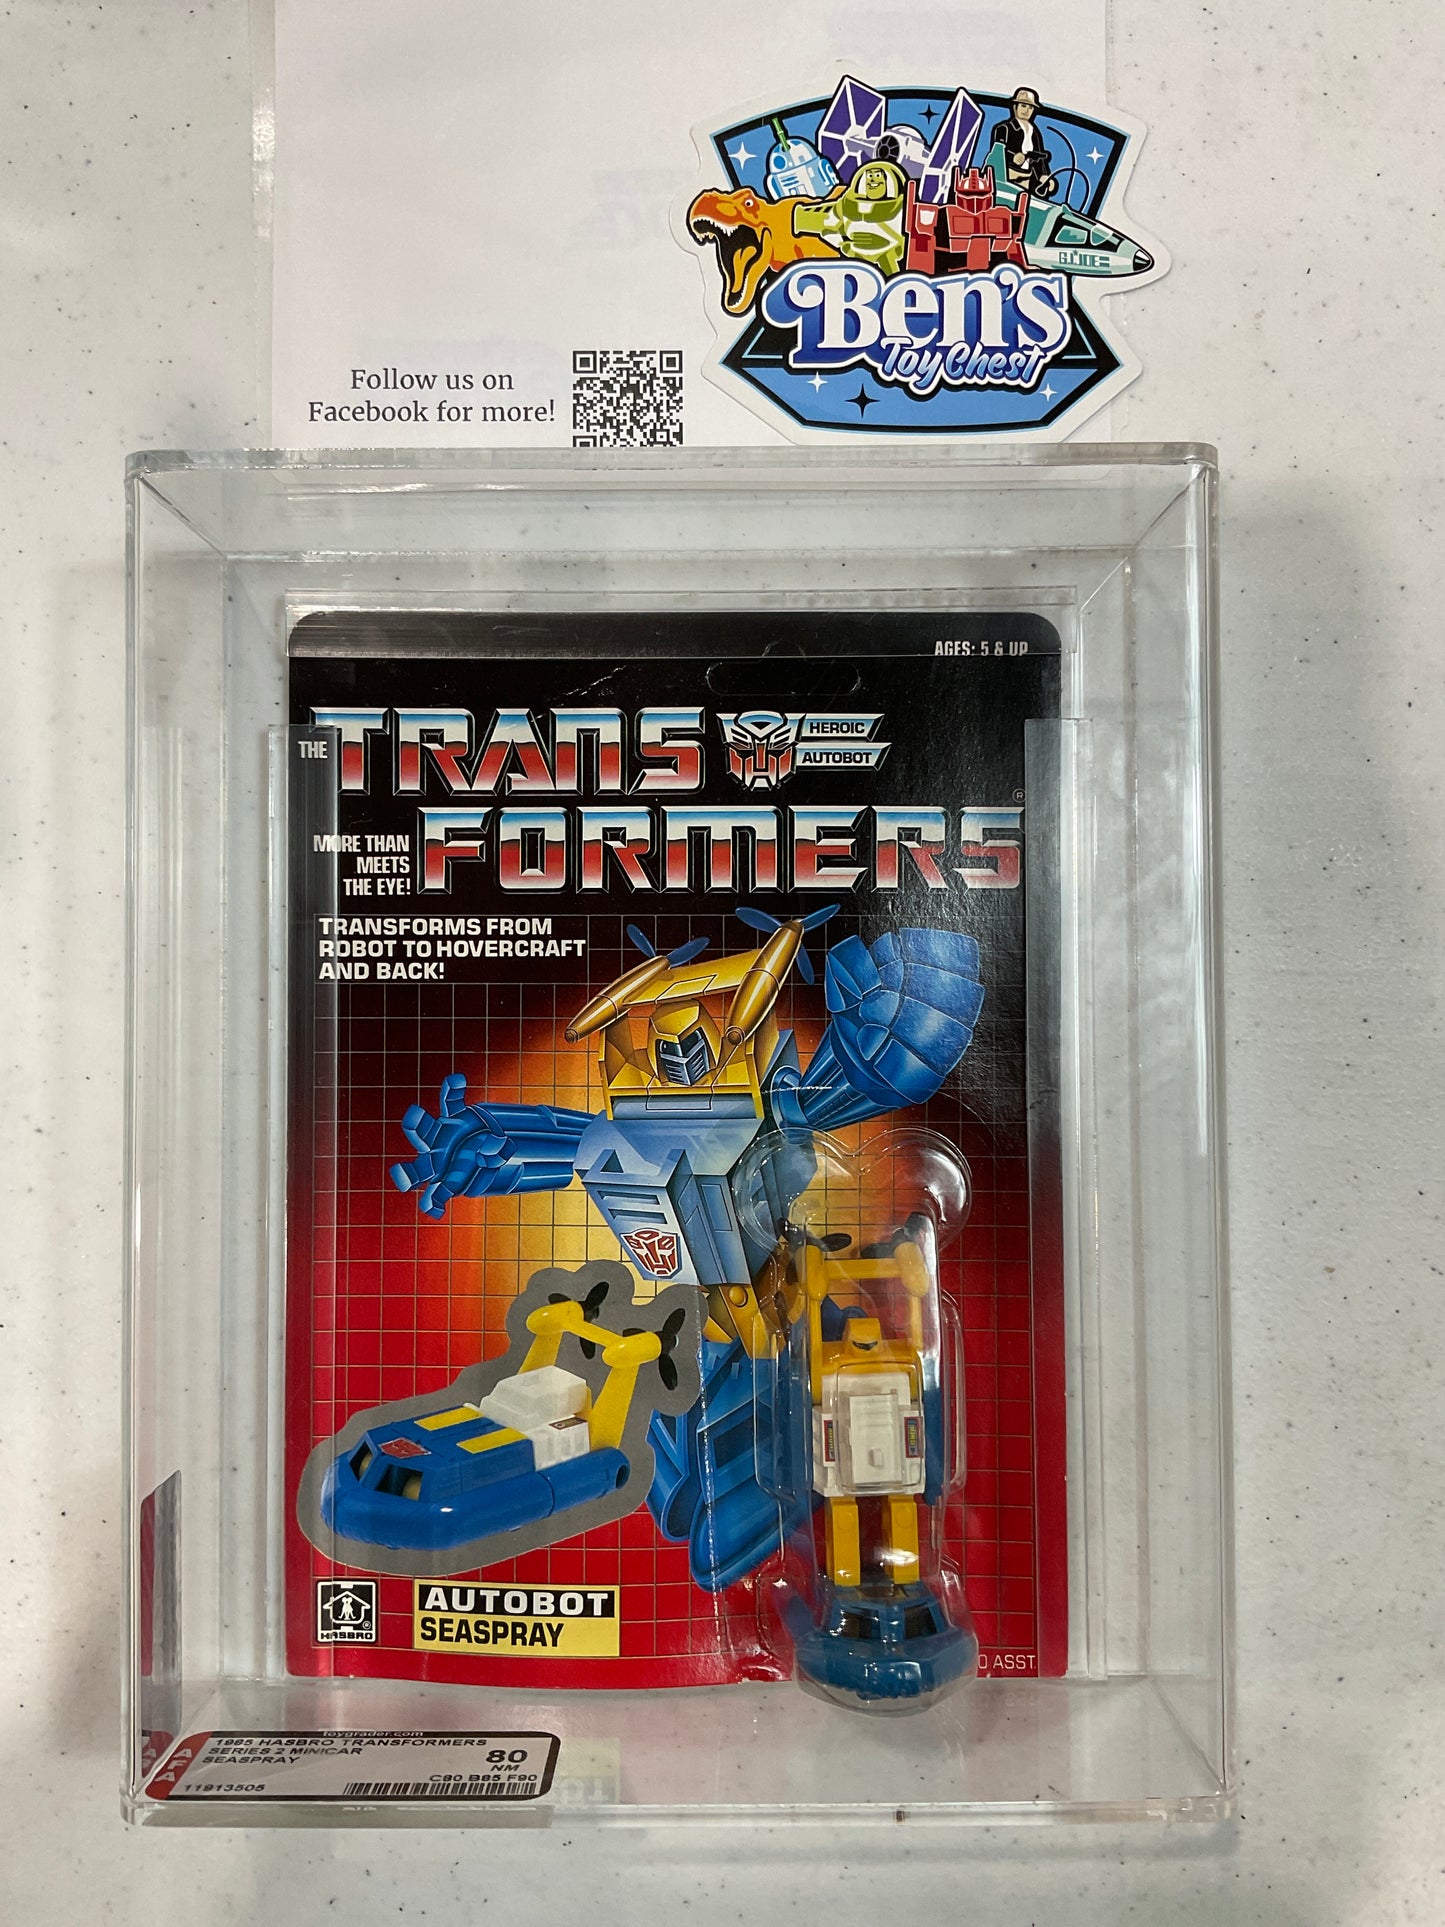 G.I.JOE
Ben's
Toy Chest
Follow us on
Facebook for more!
AGES: 5 & UP
THE TRANS
HEROIC
AUTOBOT
FORMERS
®
MORE THAN
MEETS
THE EYE!
TRANSFORMS FROM
ROBOT TO HOVERCRAFT
AND BACK!
HASBRO
®
AUTOBOT
SEASPRAY
ASST.
toygrader.com
AFA
1985 HASBRO TRANSFORMERS
SERIES 2 MINICAR
SEASPRAY
80
NM
C80 B85 F90
11913505